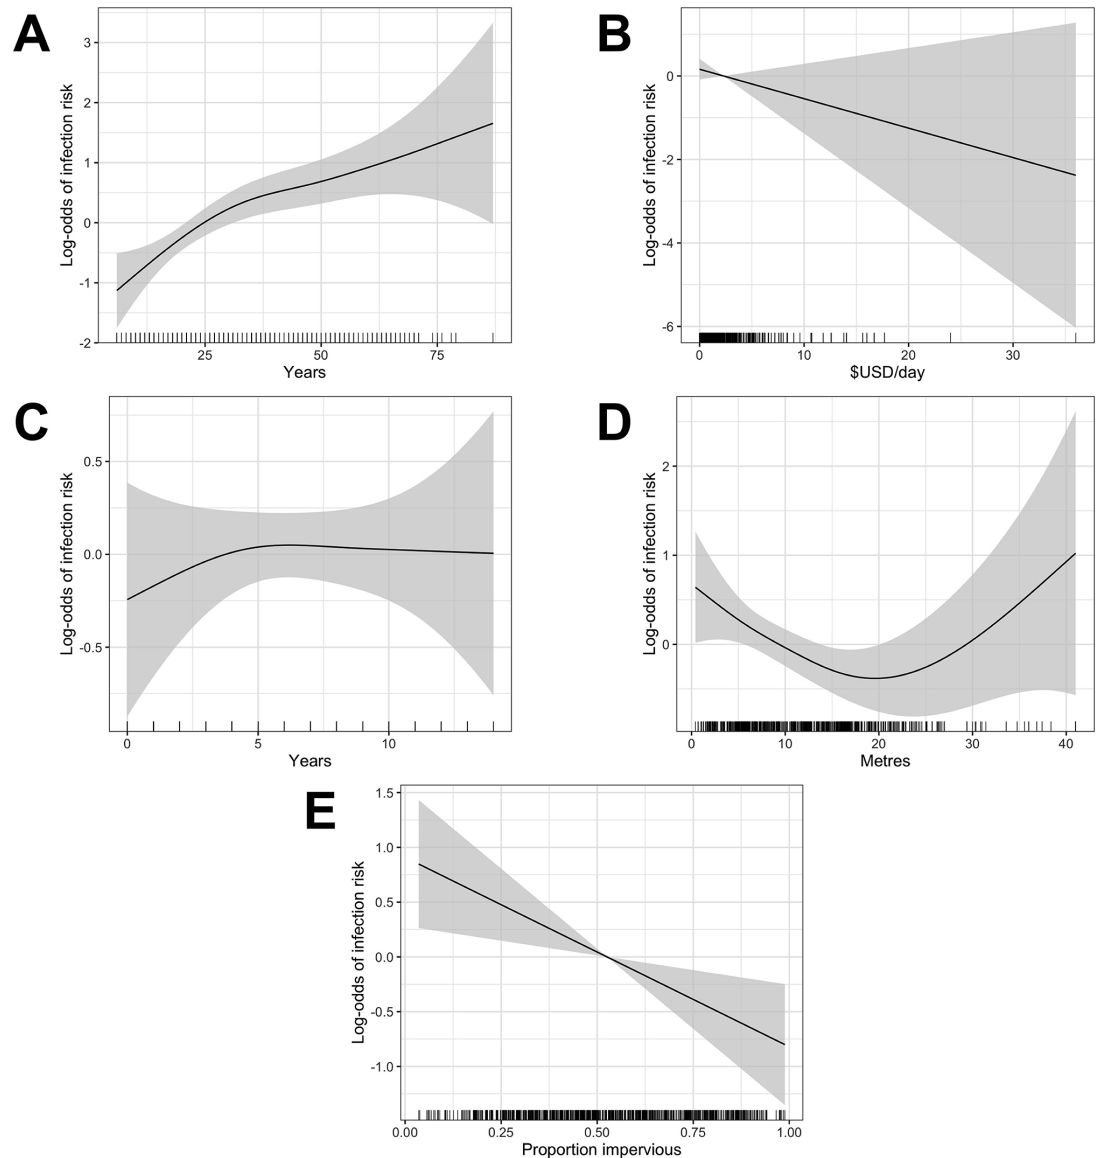 A
Log-odds of infection risk
3
2
1
0
-1
-2
25 50 75
Years
B
Log-odds of infection risk
0
-2
-4
-6
0 10 20 30
$USD/day
C
Log-odds of infection risk
0.5
0.0
-0.5
0 5 10
Years
D
Log-odds of infection risk
2
1
0
0 10 20 30 40
Metres
E
Log-odds of infection risk
1.5
1.0
0.5
0.0
-0.5
-1.0
0.00 0.25 0.50 0.75 1.00
Proportion impervious